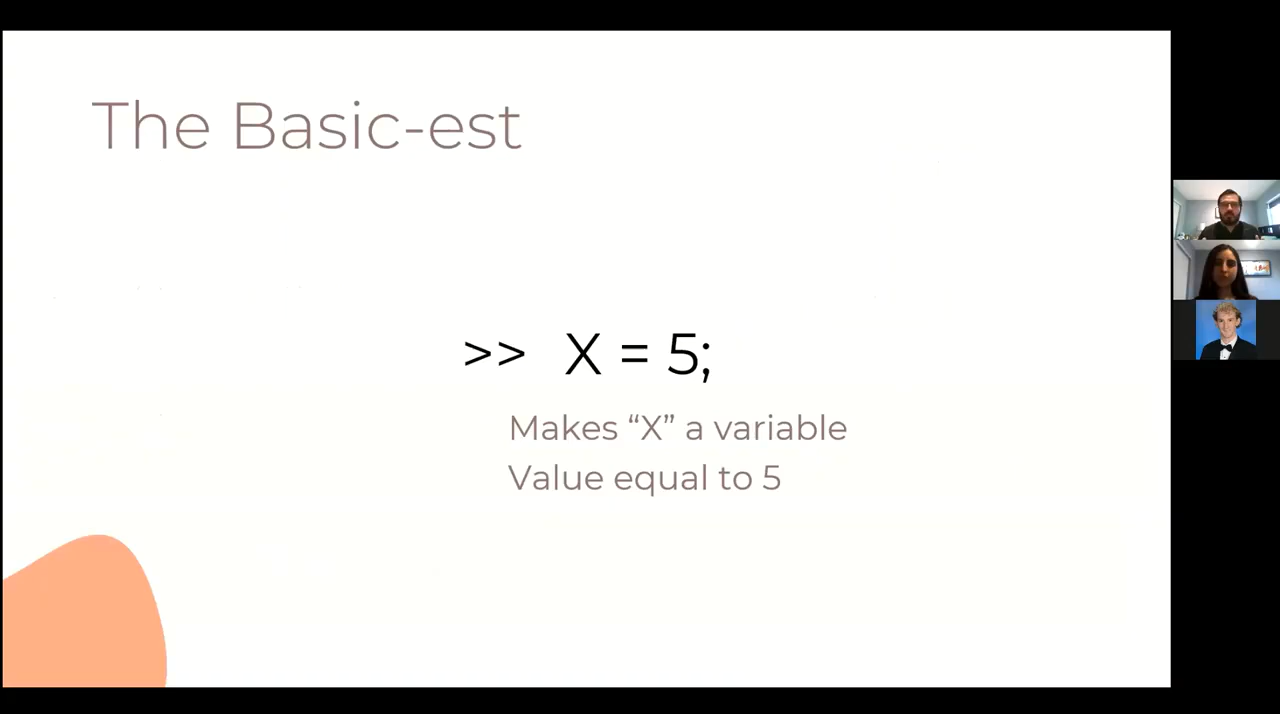 The Basic-est
>> X = 5;
Makes “X” a variable
Value equal to 5